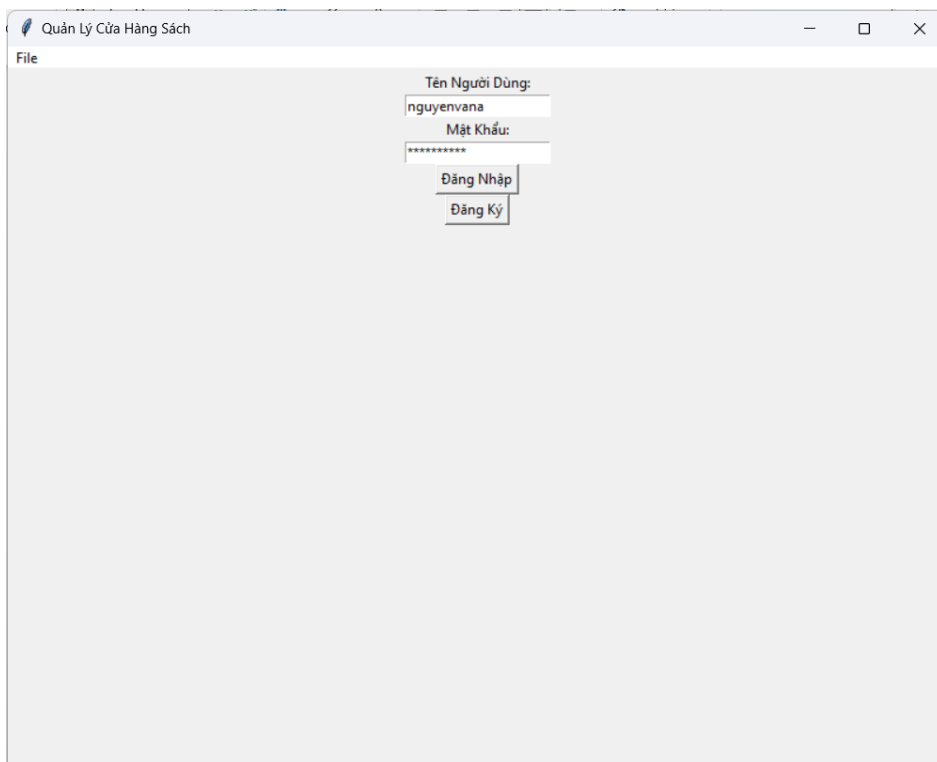 Quản Lý Cửa Hàng Sách
File
Tên Người Dùng:
nguyenvana
Mật Khẩu:
**********
Đăng Nhập
Đăng Ký